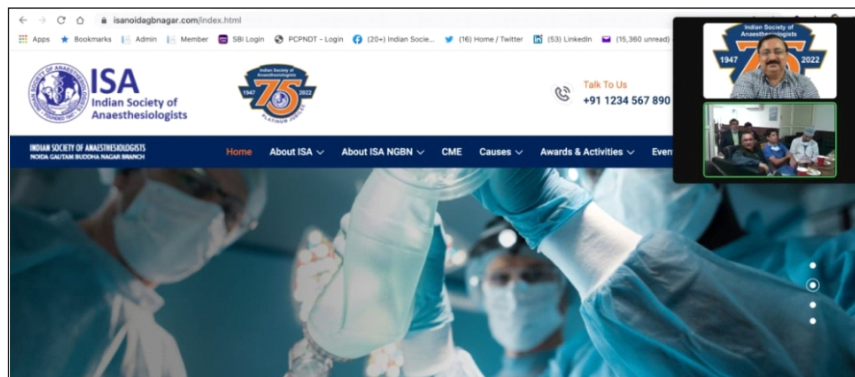 isanoidagbnagar.com/index.html
Apps Bookmarks Admin Member SBI Login PCPNDT - Login (20+) Indian Socie... (16) Home / Twitter (53) LinkedIn (15,360 unread)
ISA
Indian Society of
Anaesthesiologists
Indian Society of
Anaesthesiologists
1947 75 2022
PLATINUM JUBILEE
Talk To Us
+91 1234 567 890
Indian Society of
Anaesthesiologists
1947 2022
INDIAN SOCIETY OF ANAESTHESIOLOGISTS
NOIDA GAUTAM BUDDHA NAGAR BRANCH
Home About ISA About ISA NGBN CME Causes Awards & Activities